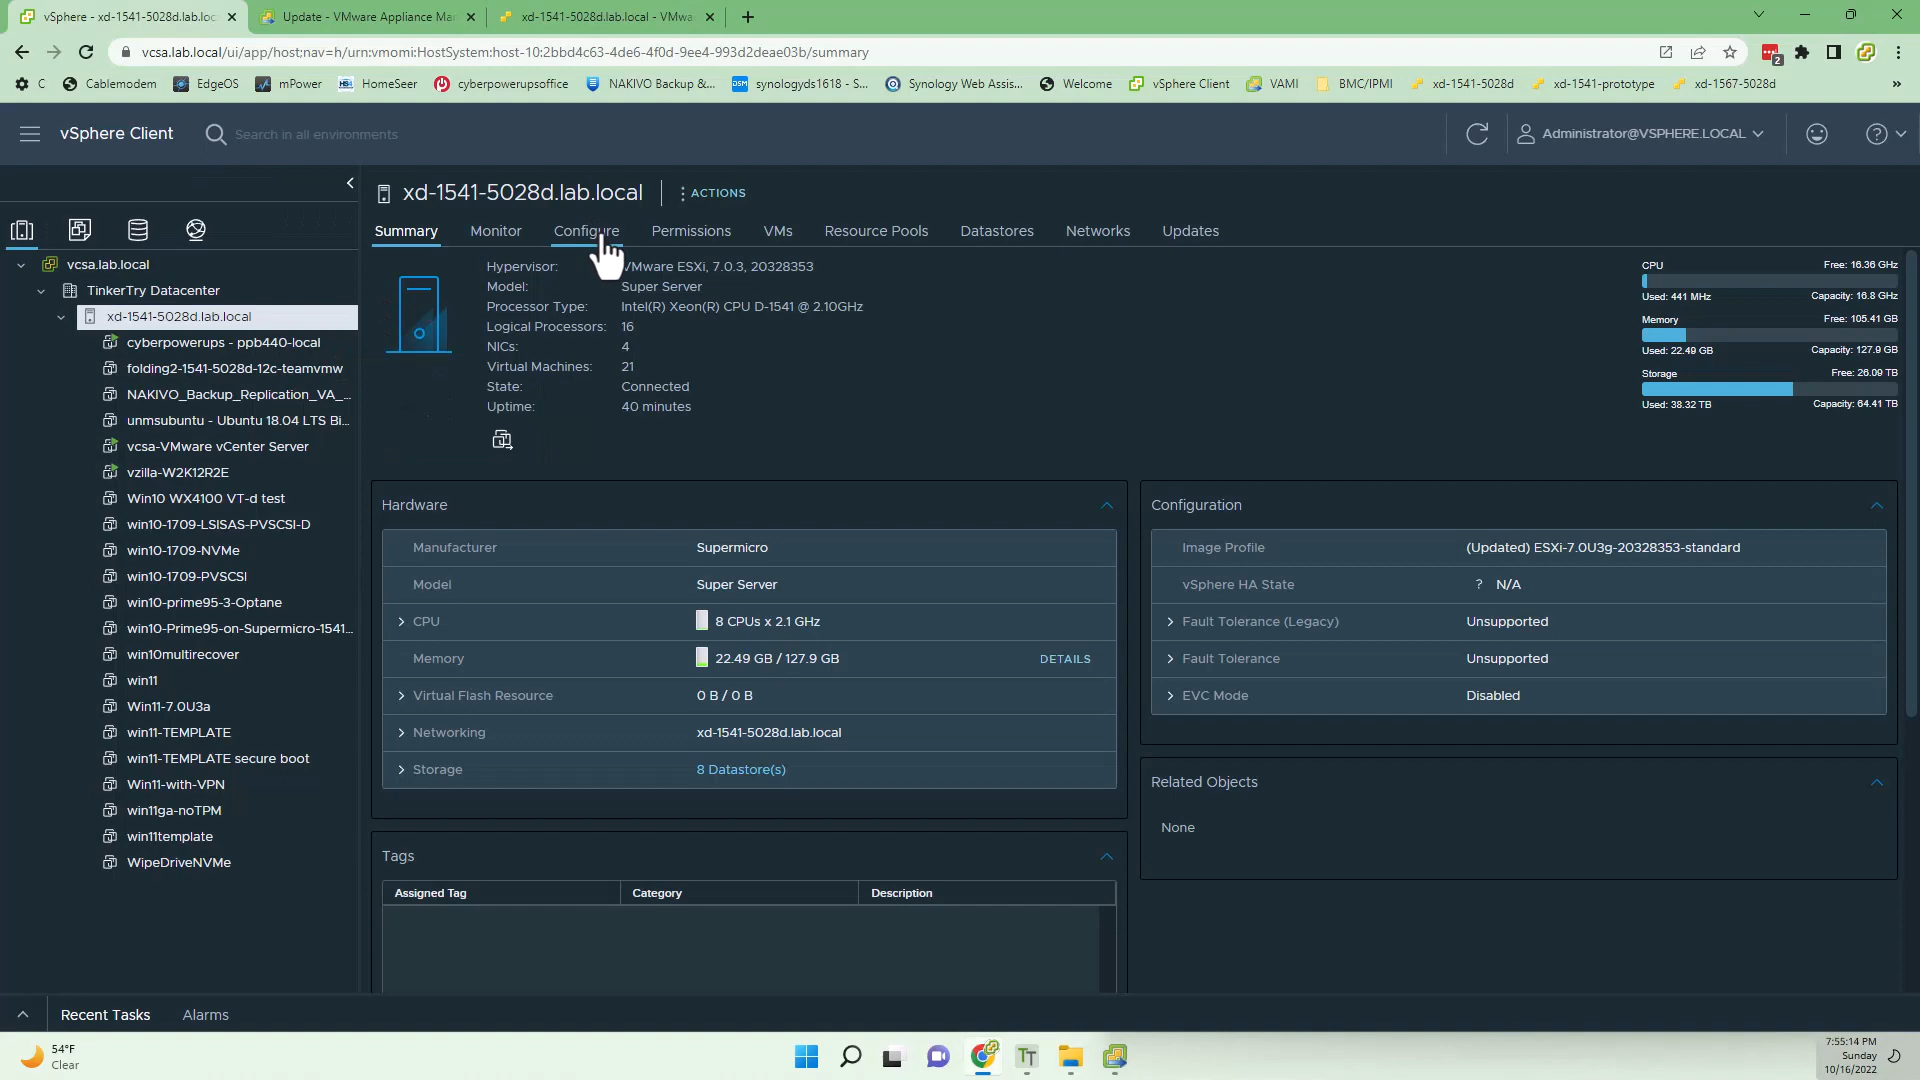 vSphere - xd-1541-5028d.lab.loc
Update - VMware Appliance Ma
xd-1541-5028d.lab.local - VMwa
vcsa.lab.local/ui/app/host;nav=h/urn:vmomi:HostSystem:host-10:2bbd4c63-4de6-4f0d-9ee4-993d2deae03b/summary
2
C
Cablemodem
EdgeOS
mPower
HomeSeer
cyberpowerupsoffice
NAKIVO Backup &...
synologyds1618 - S...
Synology Web Assis...
Welcome
vSphere Client
VAMI
BMC/IPMI
xd-1541-5028d
xd-1541-prototype
xd-1567-5028d
»
vSphere Client
Search in all environments
Administrator@VSPHERE.LOCAL
xd-1541-5028d.lab.local
ACTIONS
Summary
Monitor
Configure
Permissions
VMs
Resource Pools
Datastores
Networks
Updates
vcsa.lab.local
TinkerTry Datacenter
xd-1541-5028d.lab.local
cyberpowerups - ppb440-local
folding2-1541-5028d-12c-teamvmw
NAKIVO_Backup_Replication_VA_...
unmsubuntu - Ubuntu 18.04 LTS Bi...
vcsa-VMware vCenter Server
vzilla-W2K12R2E
Win10 WX4100 VT-d test
win10-1709-LSISAS-PVSCSI-D
win10-1709-NVMe
win10-1709-PVSCSI
win10-prime95-3-Optane
win10-Prime95-on-Supermicro-1541...
win10multirecover
win11
Win11-7.0U3a
win11-TEMPLATE
win11-TEMPLATE secure boot
Win11-with-VPN
win11ga-noTPM
win11template
WipeDriveNVMe
Hypervisor: VMware ESXi, 7.0.3, 20328353
Model: Super Server
Processor Type: Intel(R) Xeon(R) CPU D-1541 @ 2.10GHz
Logical Processors: 16
NICs: 4
Virtual Machines: 21
State: Connected
Uptime: 40 minutes
CPU Free: 16.36 GHz
Used: 441 MHz Capacity: 16.8 GHz
Memory Free: 105.41 GB
Used: 22.49 GB Capacity: 127.9 GB
Storage Free: 26.09 TB
Used: 38.32 TB Capacity: 64.41 TB
Hardware
Manufacturer Supermicro
Model Super Server
CPU 8 CPUs x 2.1 GHz
Memory 22.49 GB / 127.9 GB DETAILS
Virtual Flash Resource 0 B / 0 B
Networking xd-1541-5028d.lab.local
Storage 8 Datastore(s)
Configuration
Image Profile (Updated) ESXi-7.0U3g-20328353-standard
vSphere HA State ? N/A
Fault Tolerance (Legacy) Unsupported
Fault Tolerance Unsupported
EVC Mode Disabled
Related Objects
None
Tags
Assigned Tag Category Description
Recent Tasks Alarms
54°F
Clear
7:55:14 PM
Sunday
10/16/2022